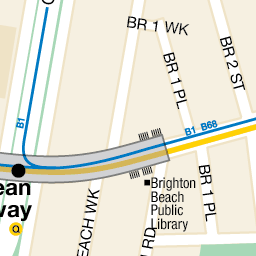 BR 1 WK
BR 1 PL
BR 2 ST
B1
B1 B68
ean
way
Q
EACH WK
Brighton
Beach
Public
Library
RD
BR 1 PL